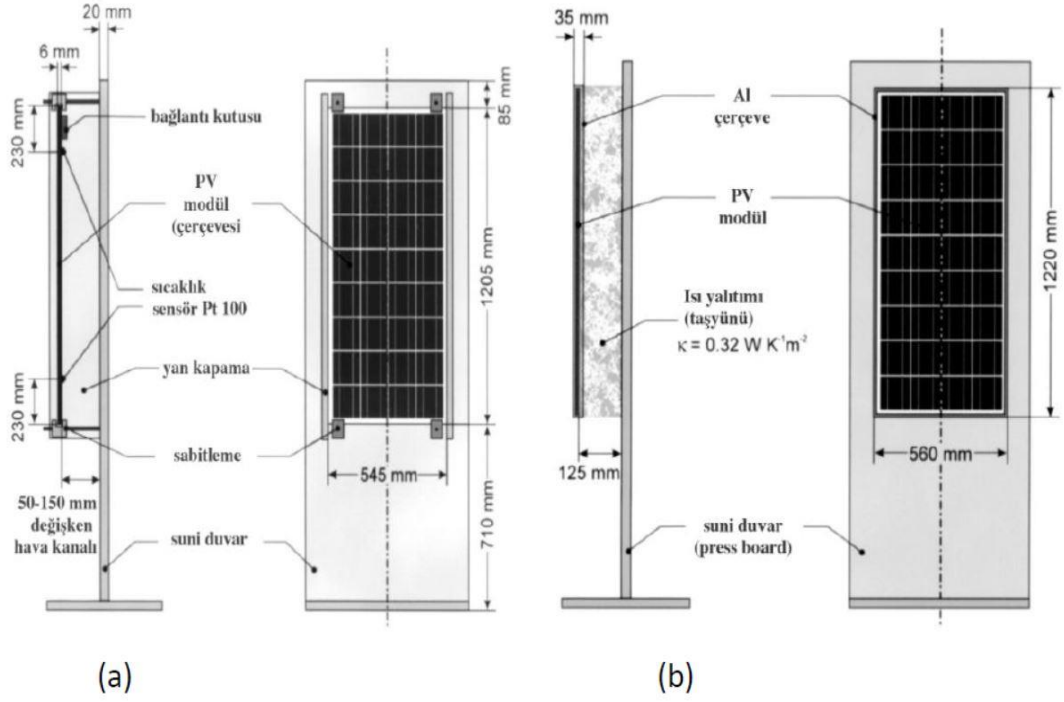 20 mm
6 mm
230 mm
bağlantı kutusu
PV
modül
(çerçevesi
sıcaklık
sensör Pt 100
yan kapama
230 mm
sabitleme
50-150 mm
değişken
hava kanalı
suni duvar
85 mm
1205 mm
545 mm
710 mm
(a)
35 mm
Al
çerçeve
PV
modül
Isı yalıtımı
(taşyünü)
κ = 0.32 W K⁻¹m⁻²
125 mm
560 mm
1220 mm
suni duvar
(press board)
(b)